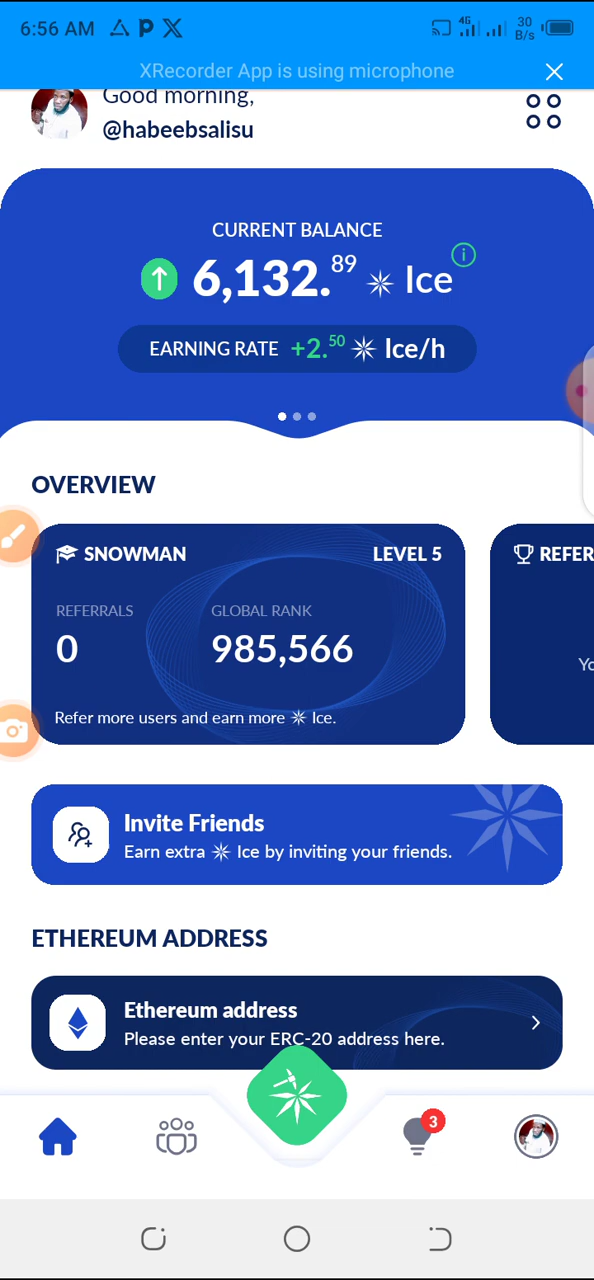 6:56 AM
4G
30
B/s
XRecorder App is using microphone
Good morning,
@habeebsalisu
CURRENT BALANCE
6,132.89 Ice
EARNING RATE +2.50 Ice/h
OVERVIEW
SNOWMAN LEVEL 5
REFERRALS GLOBAL RANK
0 985,566
Refer more users and earn more Ice.
REFER
Yo
Invite Friends
Earn extra Ice by inviting your friends.
ETHEREUM ADDRESS
Ethereum address
Please enter your ERC-20 address here.
3